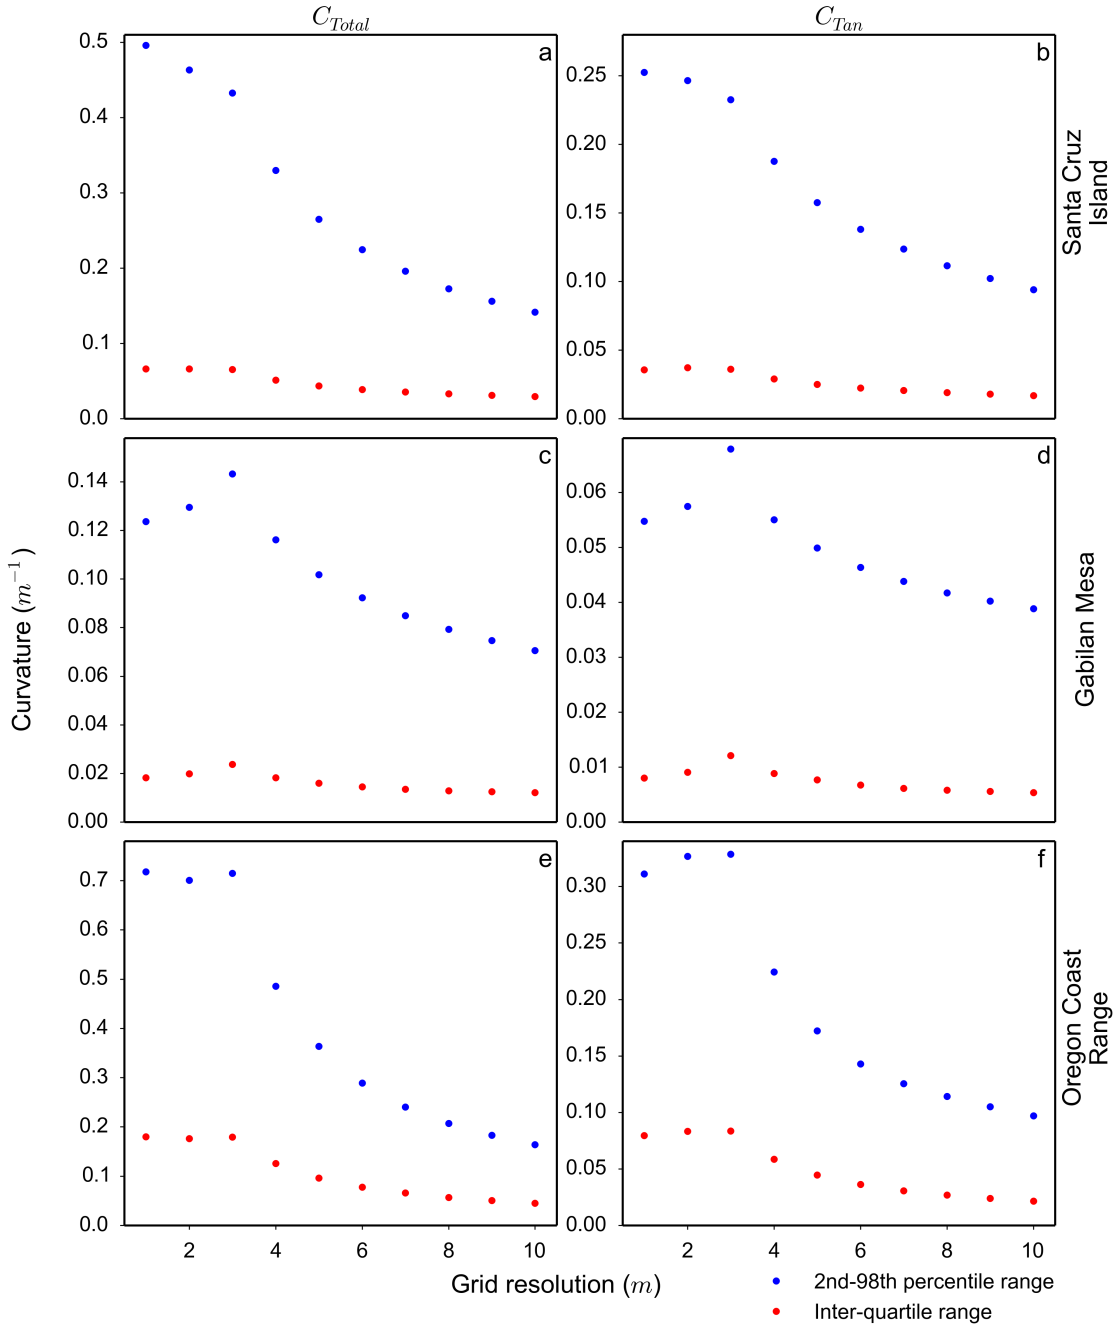 C_Total
C_Tan
a
0.5
0.4
0.3
0.2
0.1
0.0
b
0.25
0.20
0.15
0.10
0.05
0.00
Santa Cruz
Island
c
0.14
0.12
0.10
0.08
0.06
0.04
0.02
0.00
d
0.06
0.05
0.04
0.03
0.02
0.01
0.00
Gabilan Mesa
Curvature (m⁻¹)
e
0.7
0.6
0.5
0.4
0.3
0.2
0.1
0.0
f
0.30
0.25
0.20
0.15
0.10
0.05
0.00
Oregon Coast
Range
2 4 6 8 10
2 4 6 8 10
Grid resolution (m)
2nd-98th percentile range
Inter-quartile range